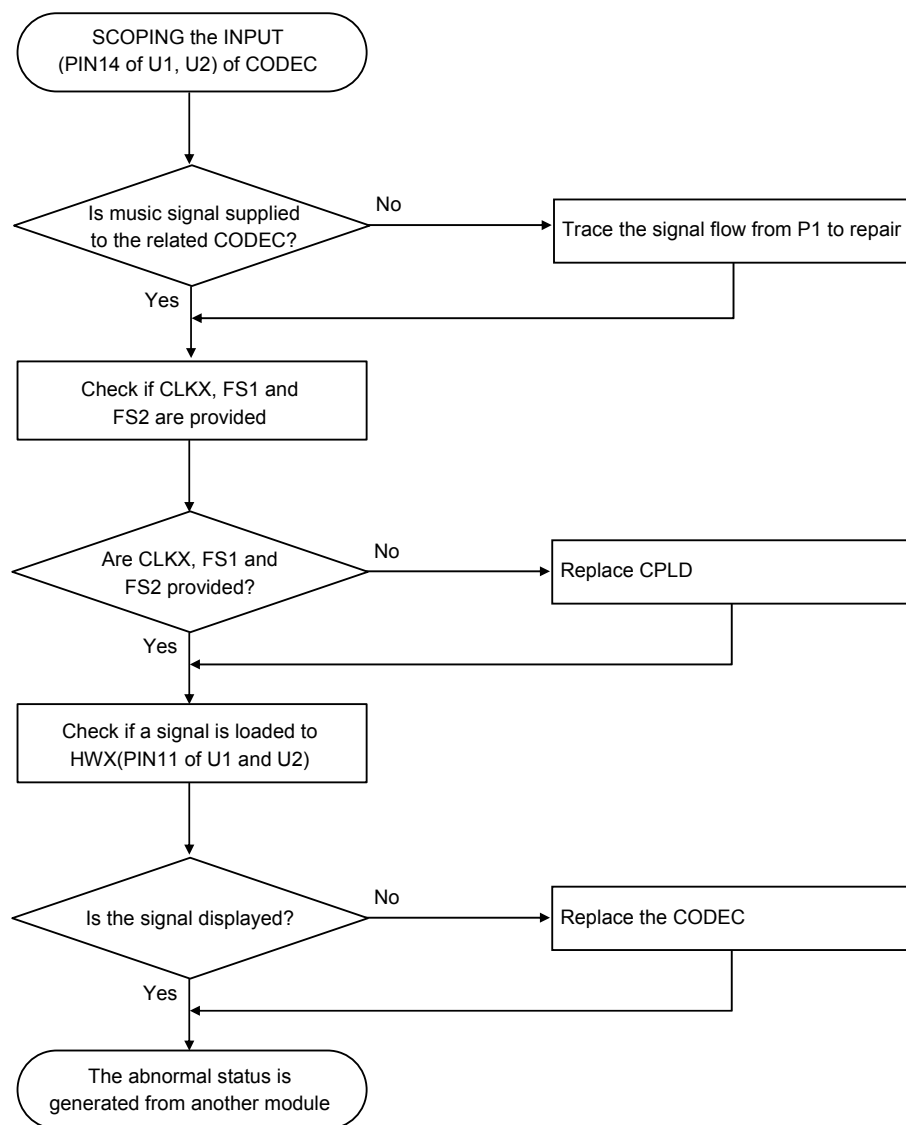 SCOPING the INPUT
(PIN14 of U1, U2) of CODEC
Is music signal supplied
to the related CODEC?
No
Trace the signal flow from P1 to repair
Yes
Check if CLKX, FS1 and
FS2 are provided
Are CLKX, FS1 and
FS2 provided?
No
Replace CPLD
Yes
Check if a signal is loaded to
HWX(PIN11 of U1 and U2)
Is the signal displayed?
No
Replace the CODEC
Yes
The abnormal status is
generated from another module